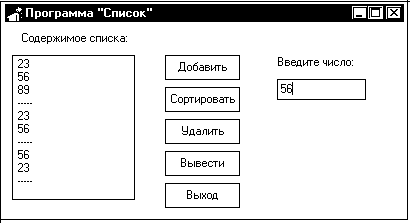 Программа "Список"
Содержимое списка:
23
56
89
-----
23
56
-----
56
23
-----
Добавить
Сортировать
Удалить
Вывести
Выход
Введите число:
56